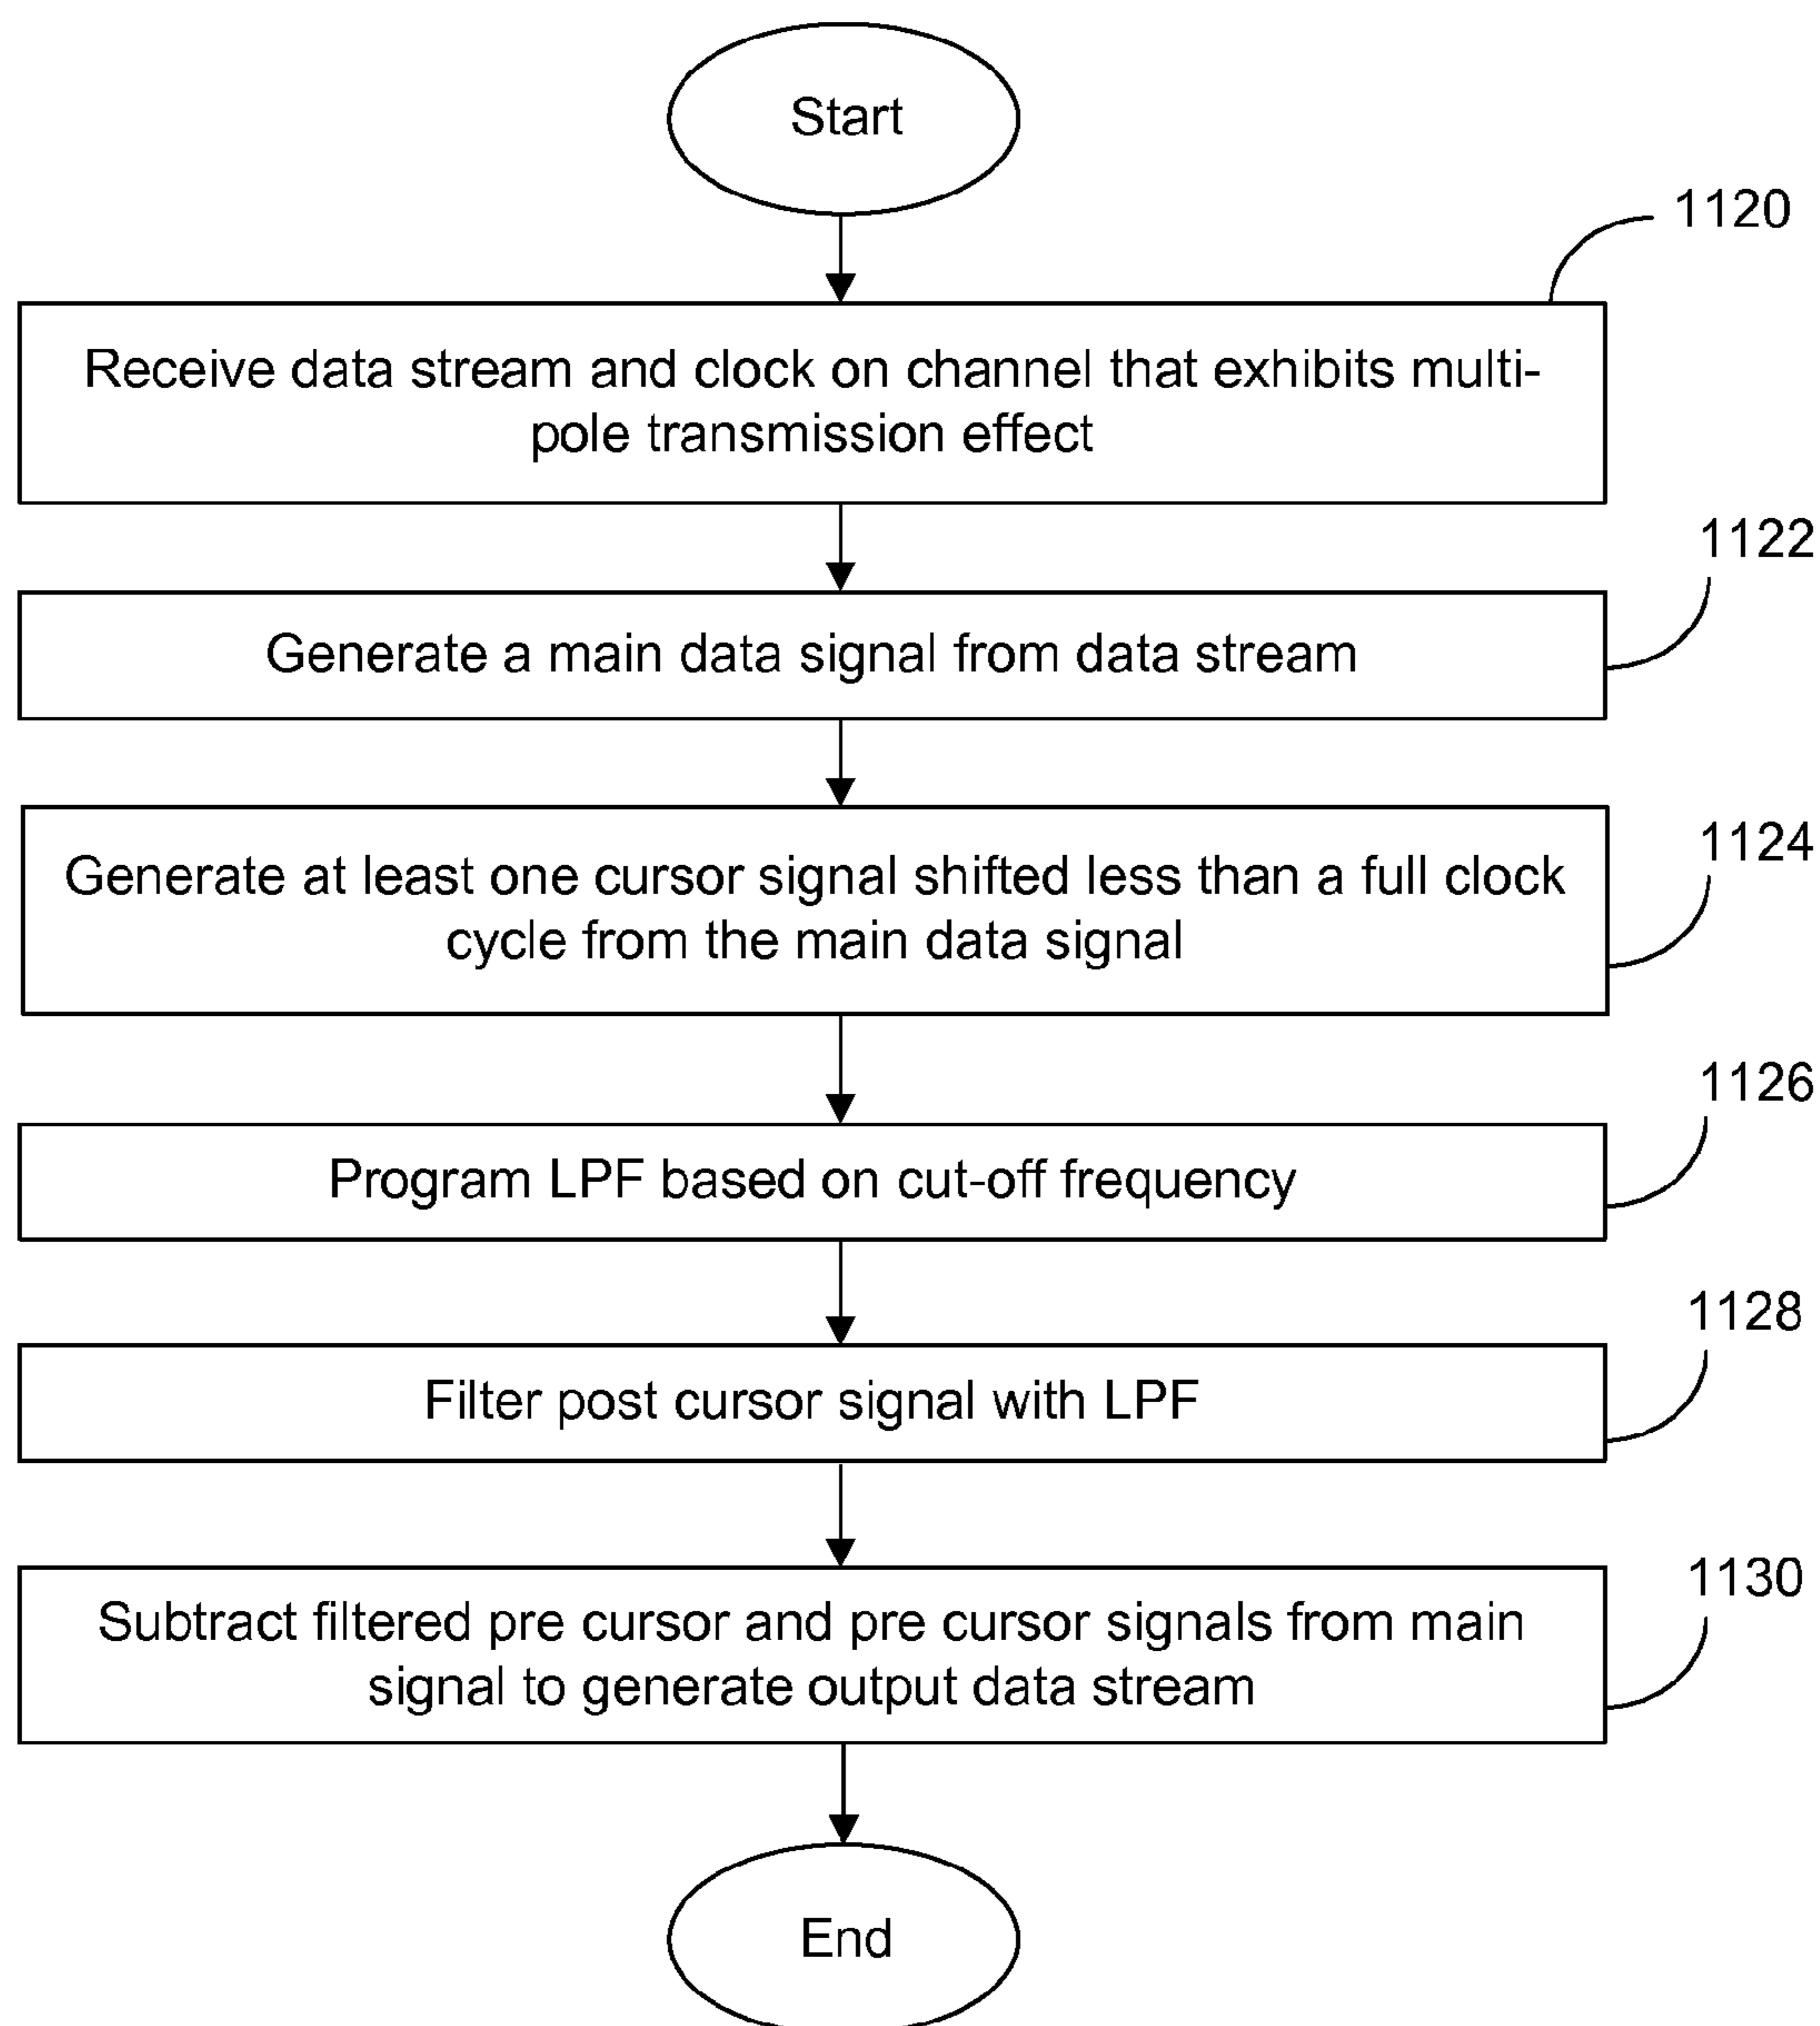 Start
1120
Receive data stream and clock on channel that exhibits multi-
pole transmission effect
1122
Generate a main data signal from data stream
1124
Generate at least one cursor signal shifted less than a full clock
cycle from the main data signal
1126
Program LPF based on cut-off frequency
1128
Filter post cursor signal with LPF
1130
Subtract filtered pre cursor and pre cursor signals from main
signal to generate output data stream
End